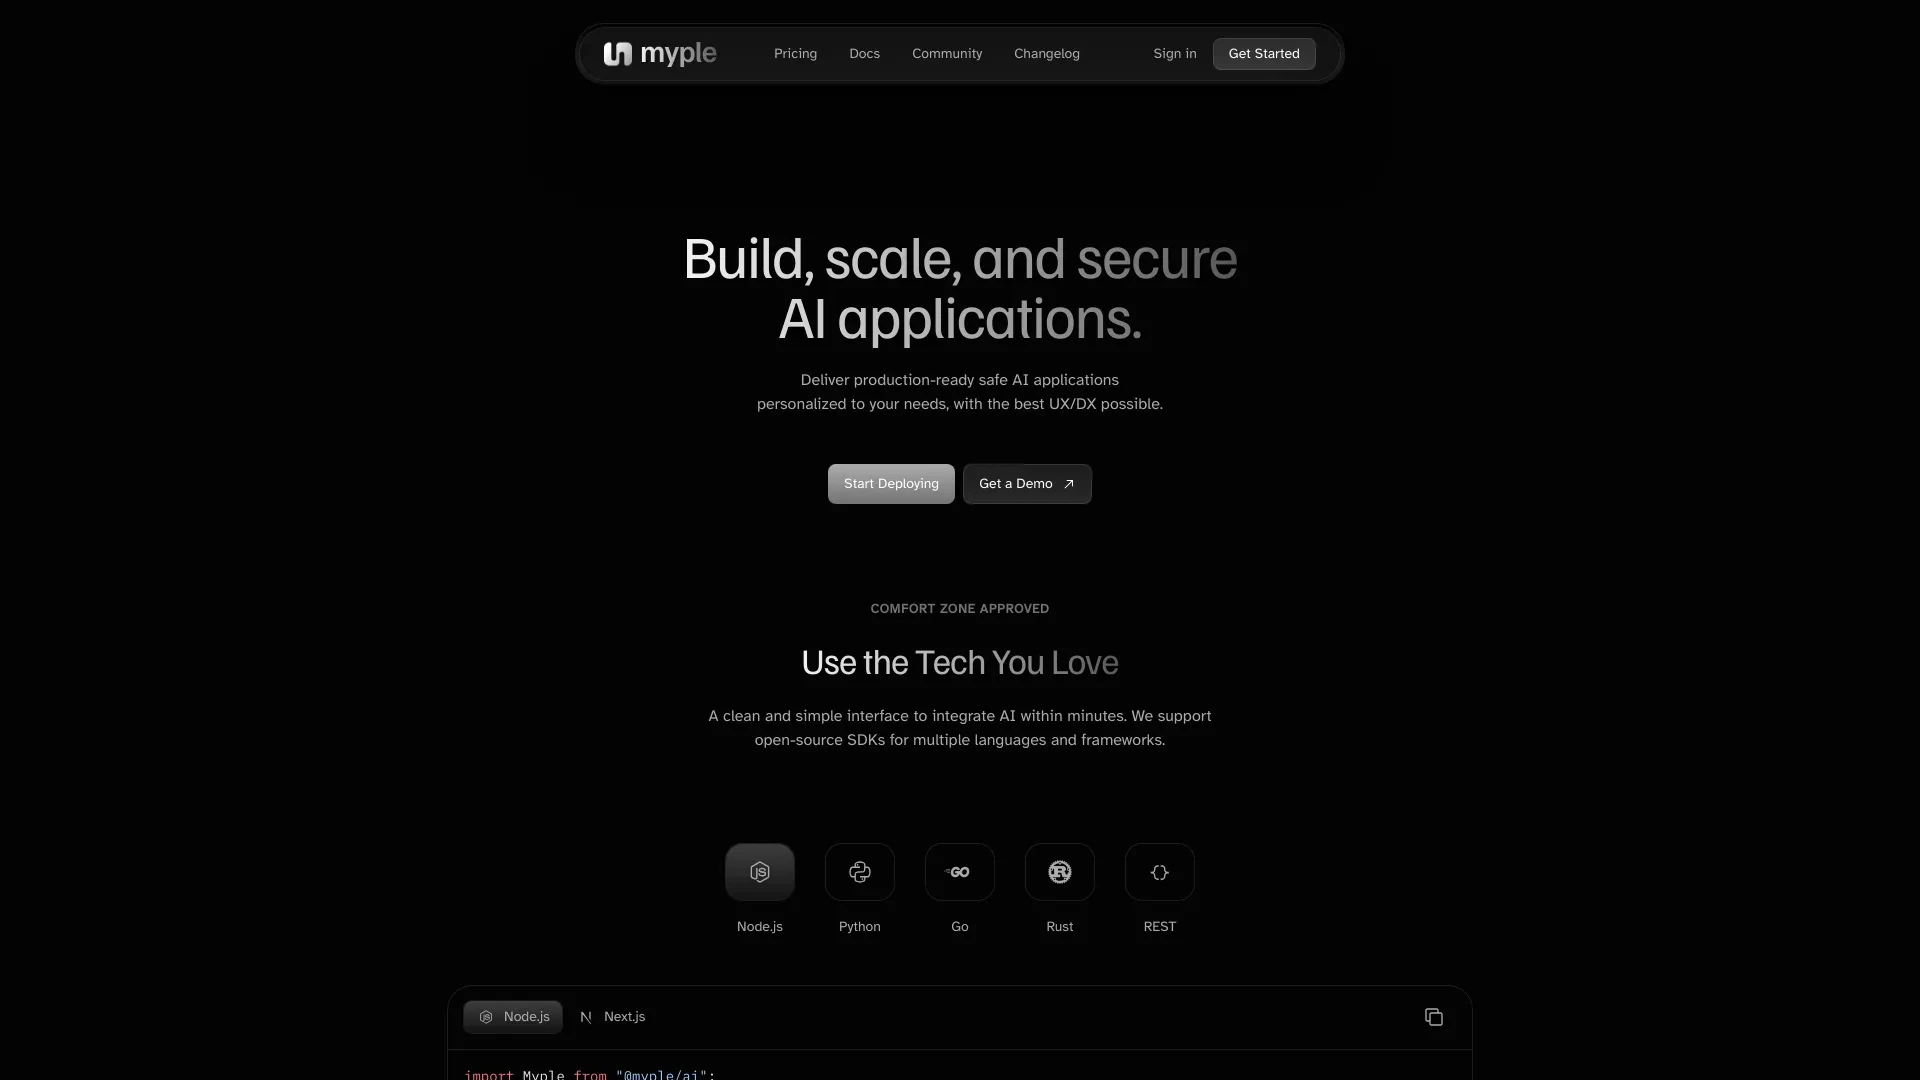 myple
Pricing
Docs
Community
Changelog
Sign in
Get Started
Build, scale, and secure
AI applications.
Deliver production-ready safe AI applications
personalized to your needs, with the best UX/DX possible.
Start Deploying
Get a Demo
COMFORT ZONE APPROVED
Use the Tech You Love
A clean and simple interface to integrate AI within minutes. We support
open-source SDKs for multiple languages and frameworks.
JS
GO
R
{}
Node.js
Python
Go
Rust
REST
Node.js
N
Next.js
import Myple from "@myple/ai";